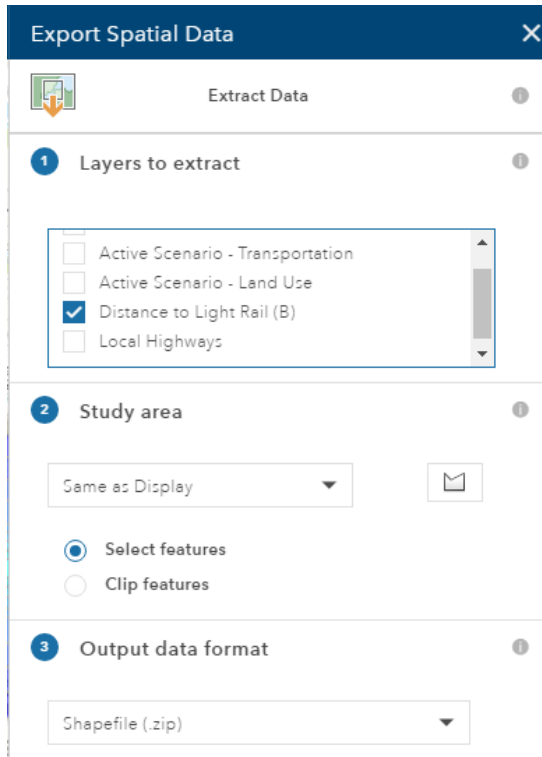 Export Spatial Data
Extract Data
1 Layers to extract
Active Scenario - Transportation
Active Scenario - Land Use
Distance to Light Rail (B)
Local Highways
2 Study area
Same as Display
Select features
Clip features
3 Output data format
Shapefile (.zip)